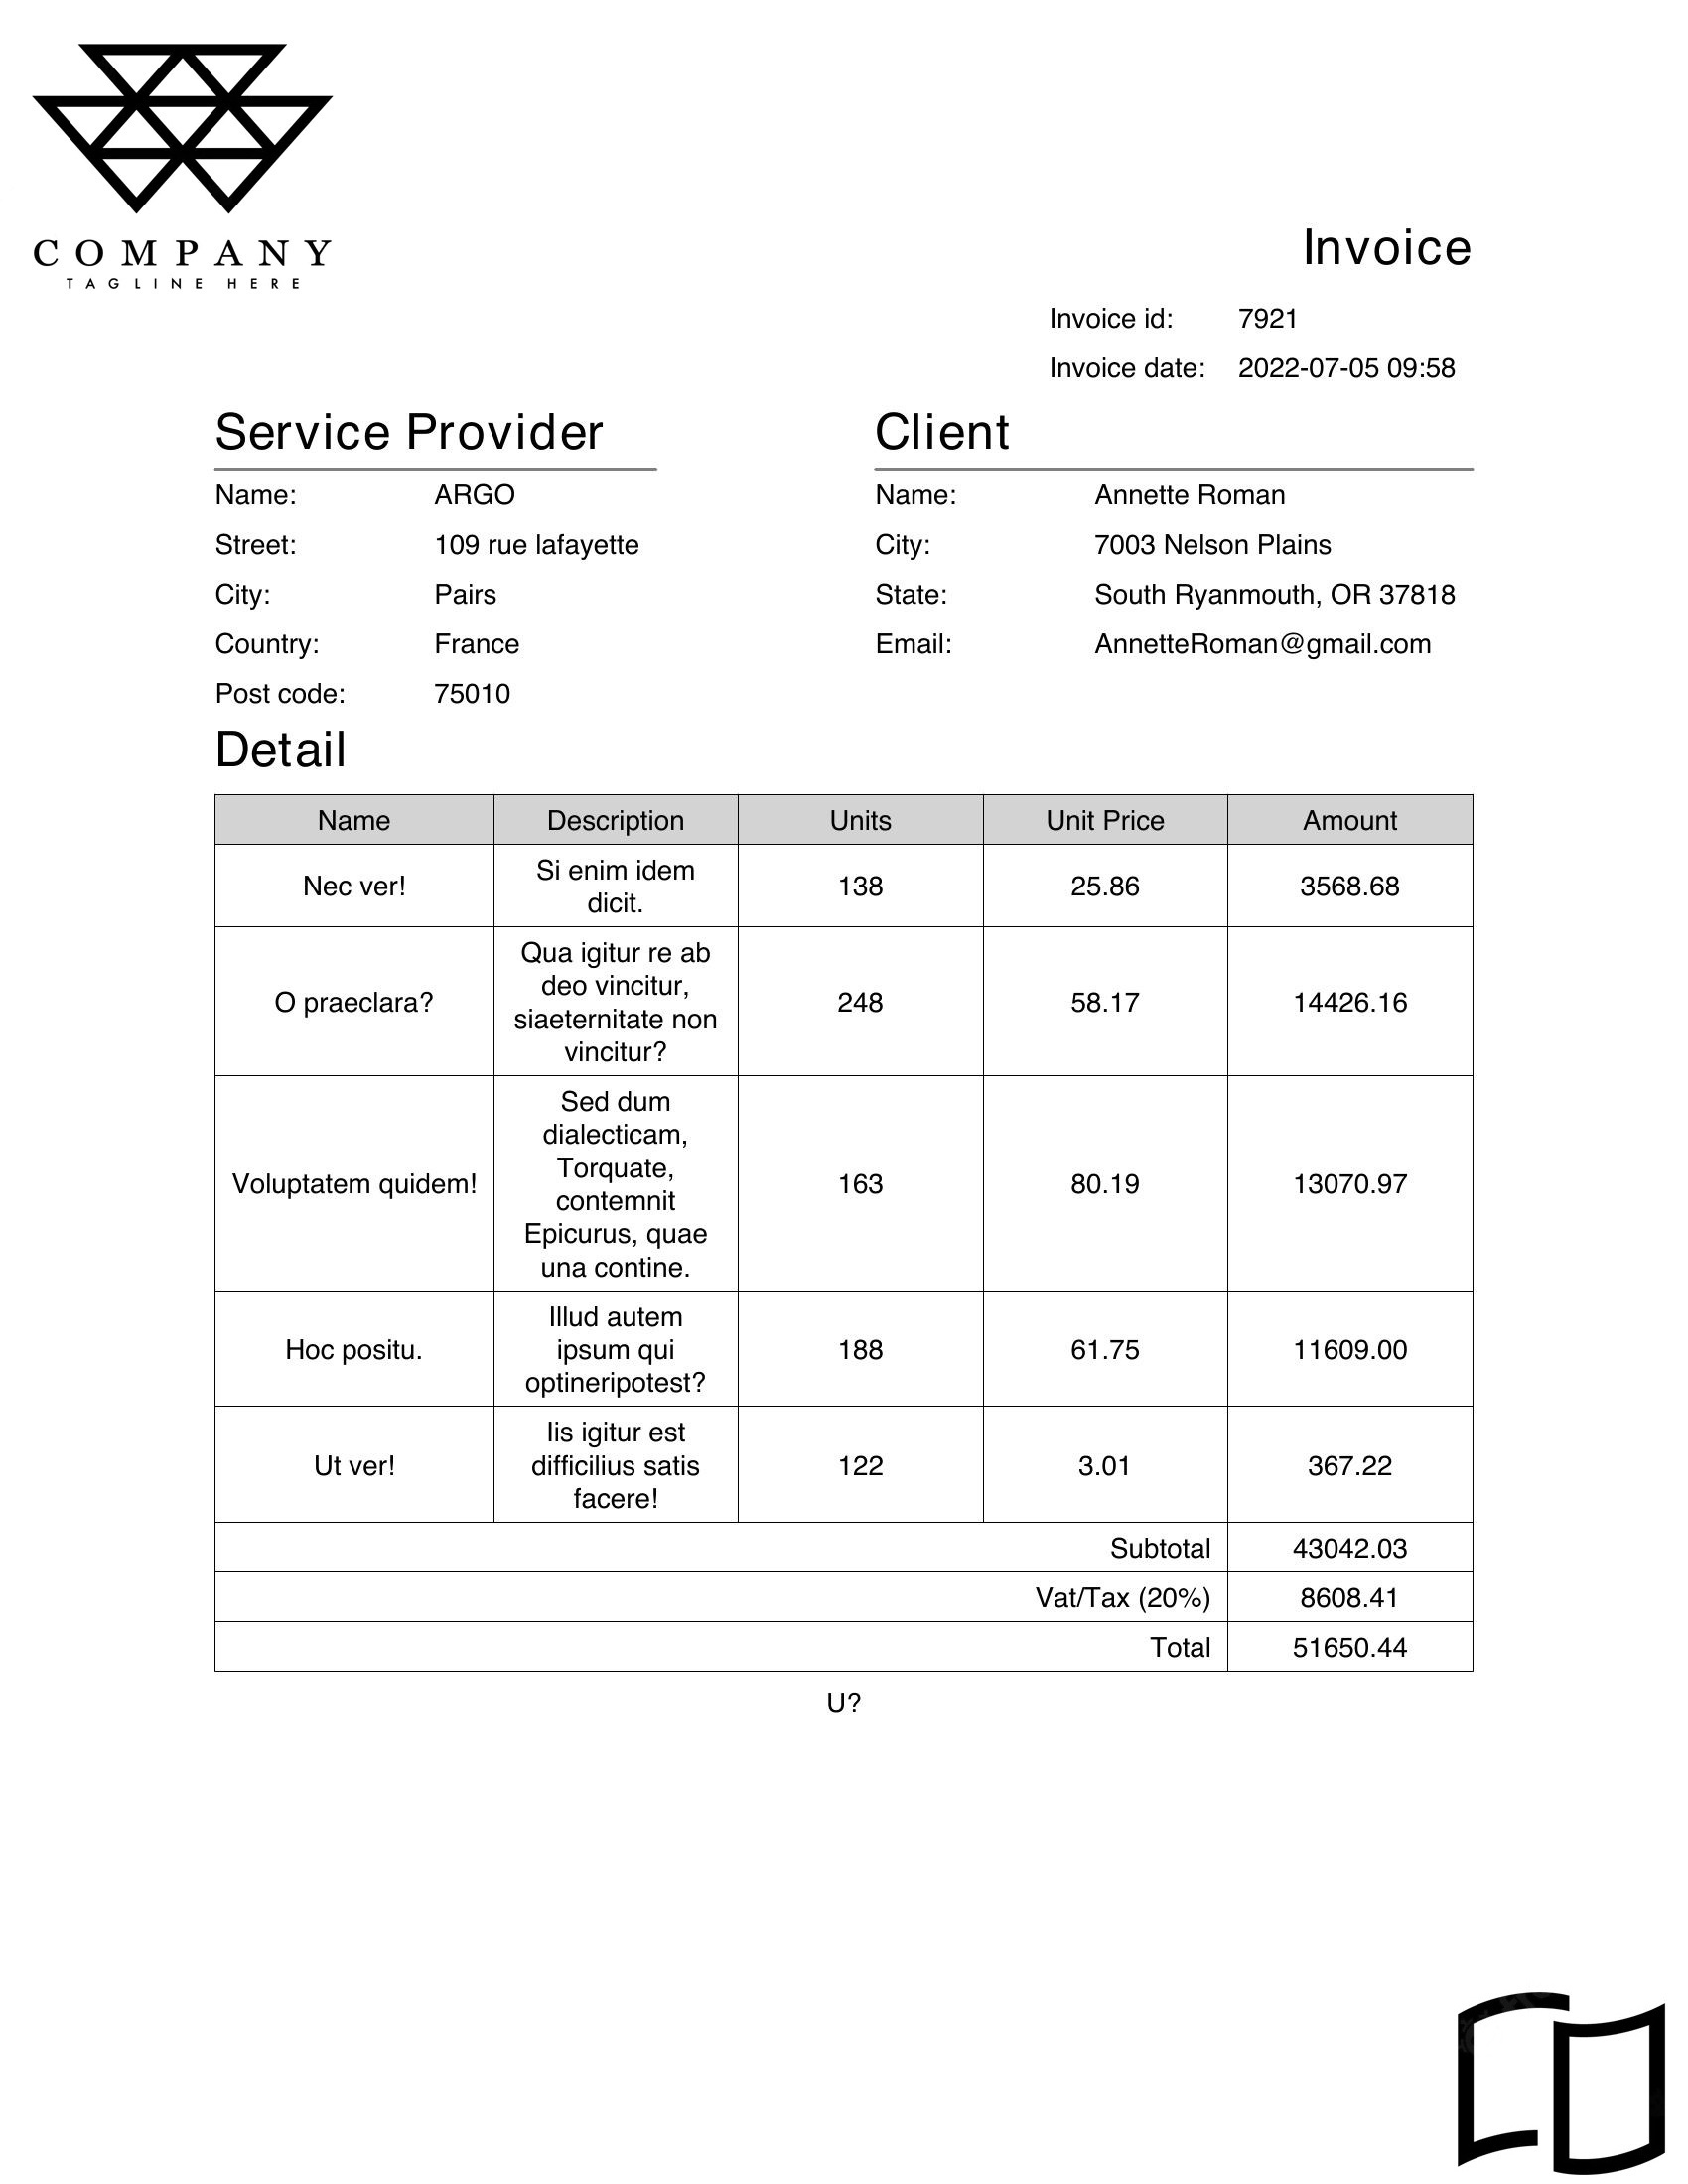 COMPANY
TAGLINE HERE
Invoice
Invoice id: 7921
Invoice date: 2022-07-05 09:58
Service Provider
Name: ARGO
Street: 109 rue lafayette
City: Pairs
Country: France
Post code: 75010
Client
Name: Annette Roman
City: 7003 Nelson Plains
State: South Ryanmouth, OR 37818
Email: AnnetteRoman@gmail.com
Detail
Name Description Units Unit Price Amount
Nec ver! Si enim idem 138 25.86 3568.68
dicit.
O praeclara? Qua igitur re ab 248 58.17 14426.16
deo vincitur,
siaeternitate non
vincitur?
Voluptatem quidem! Sed dum 163 80.19 13070.97
dialecticam,
Torquate,
contemnit
Epicurus, quae
una contine.
Hoc positu. Illud autem 188 61.75 11609.00
ipsum qui
optineripotest?
Ut ver! Iis igitur est 122 3.01 367.22
difficilius satis
facere!
Subtotal 43042.03
Vat/Tax (20%) 8608.41
Total 51650.44
U?